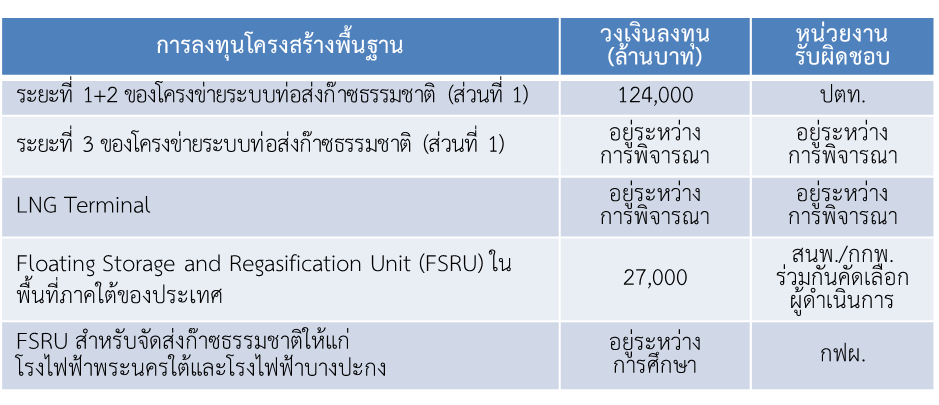 การลงทุนโครงสร้างพื้นฐาน
วงเงินลงทุน
(ล้านบาท)
หน่วยงาน
รับผิดชอบ
ระยะที่ 1+2 ของโครงข่ายระบบท่อส่งก๊าซธรรมชาติ (ส่วนที่ 1)
124,000
ปตท.
ระยะที่ 3 ของโครงข่ายระบบท่อส่งก๊าซธรรมชาติ (ส่วนที่ 1)
อยู่ระหว่าง
การพิจารณา
อยู่ระหว่าง
การพิจารณา
LNG Terminal
อยู่ระหว่าง
การพิจารณา
อยู่ระหว่าง
การพิจารณา
Floating Storage and Regasification Unit (FSRU) ใน
พื้นที่ภาคใต้ของประเทศ
27,000
สนพ./กกพ.
ร่วมกันคัดเลือก
ผู้ดำเนินการ
FSRU สำหรับจัดส่งก๊าซธรรมชาติให้แก่
โรงไฟฟ้าพระนครใต้และโรงไฟฟ้าบางปะกง
อยู่ระหว่าง
การศึกษา
กฟผ.